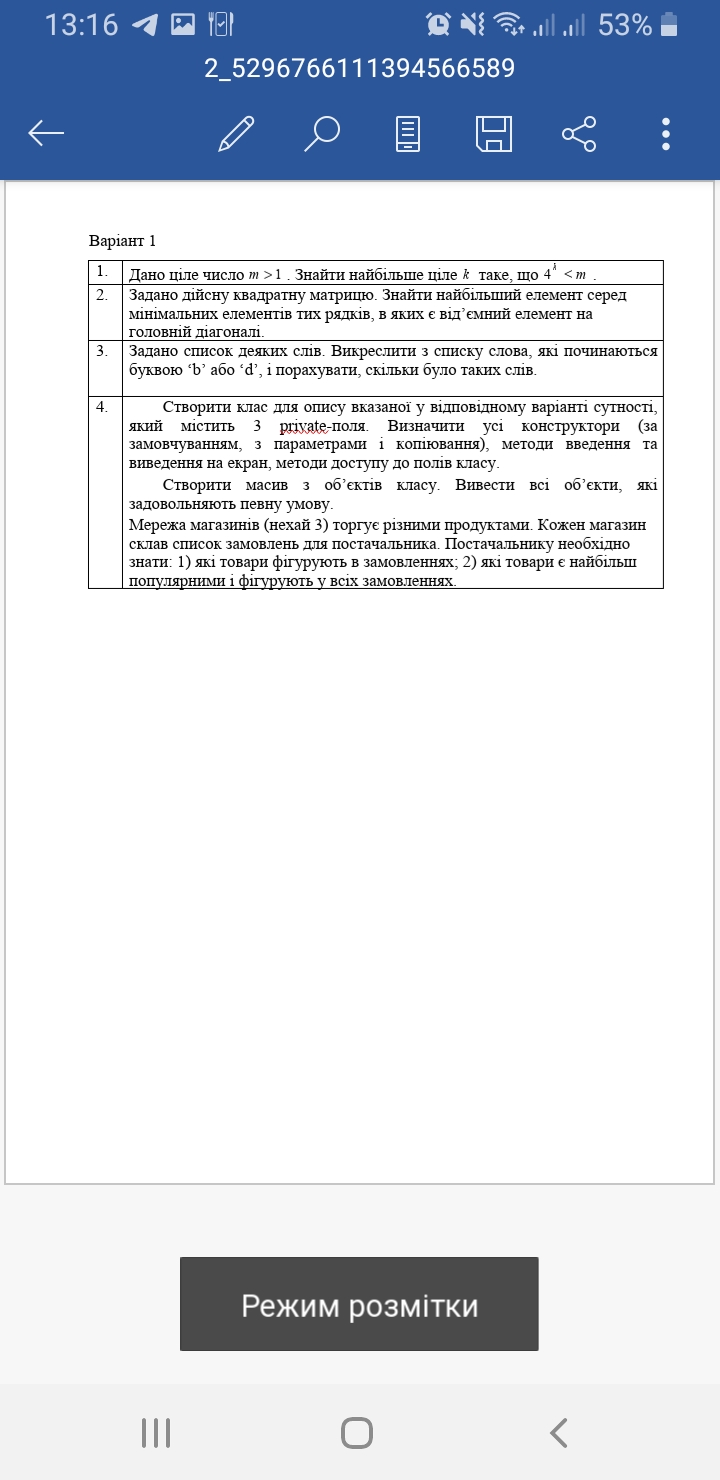 13:16
53%
2_5296766111394566589
Варіант 1
1. Дано ціле число m > 1 . Знайти найбільше ціле k таке, що 4^k < m .
2. Задано дійсну квадратну матрицю. Знайти найбільший елемент серед
мінімальних елементів тих рядків, в яких є від’ємний елемент на
головній діагоналі.
3. Задано список деяких слів. Викреслити з списку слова, які починаються
буквою ‘b’ або ‘d’, і порахувати, скільки було таких слів.
4. Створити клас для опису вказаної у відповідному варіанті сутності,
який містить 3 private-поля. Визначити усі конструктори (за
замовчуванням, з параметрами і копіювання), методи введення та
виведення на екран, методи доступу до полів класу.
Створити масив з об’єктів класу. Вивести всі об’єкти, які
задовольняють певну умову.
Мережа магазинів (нехай 3) торгує різними продуктами. Кожен магазин
склав список замовлень для постачальника. Постачальнику необхідно
знати: 1) які товари фігурують в замовленнях; 2) які товари є найбільш
популярними і фігурують у всіх замовленнях.
Режим розмітки